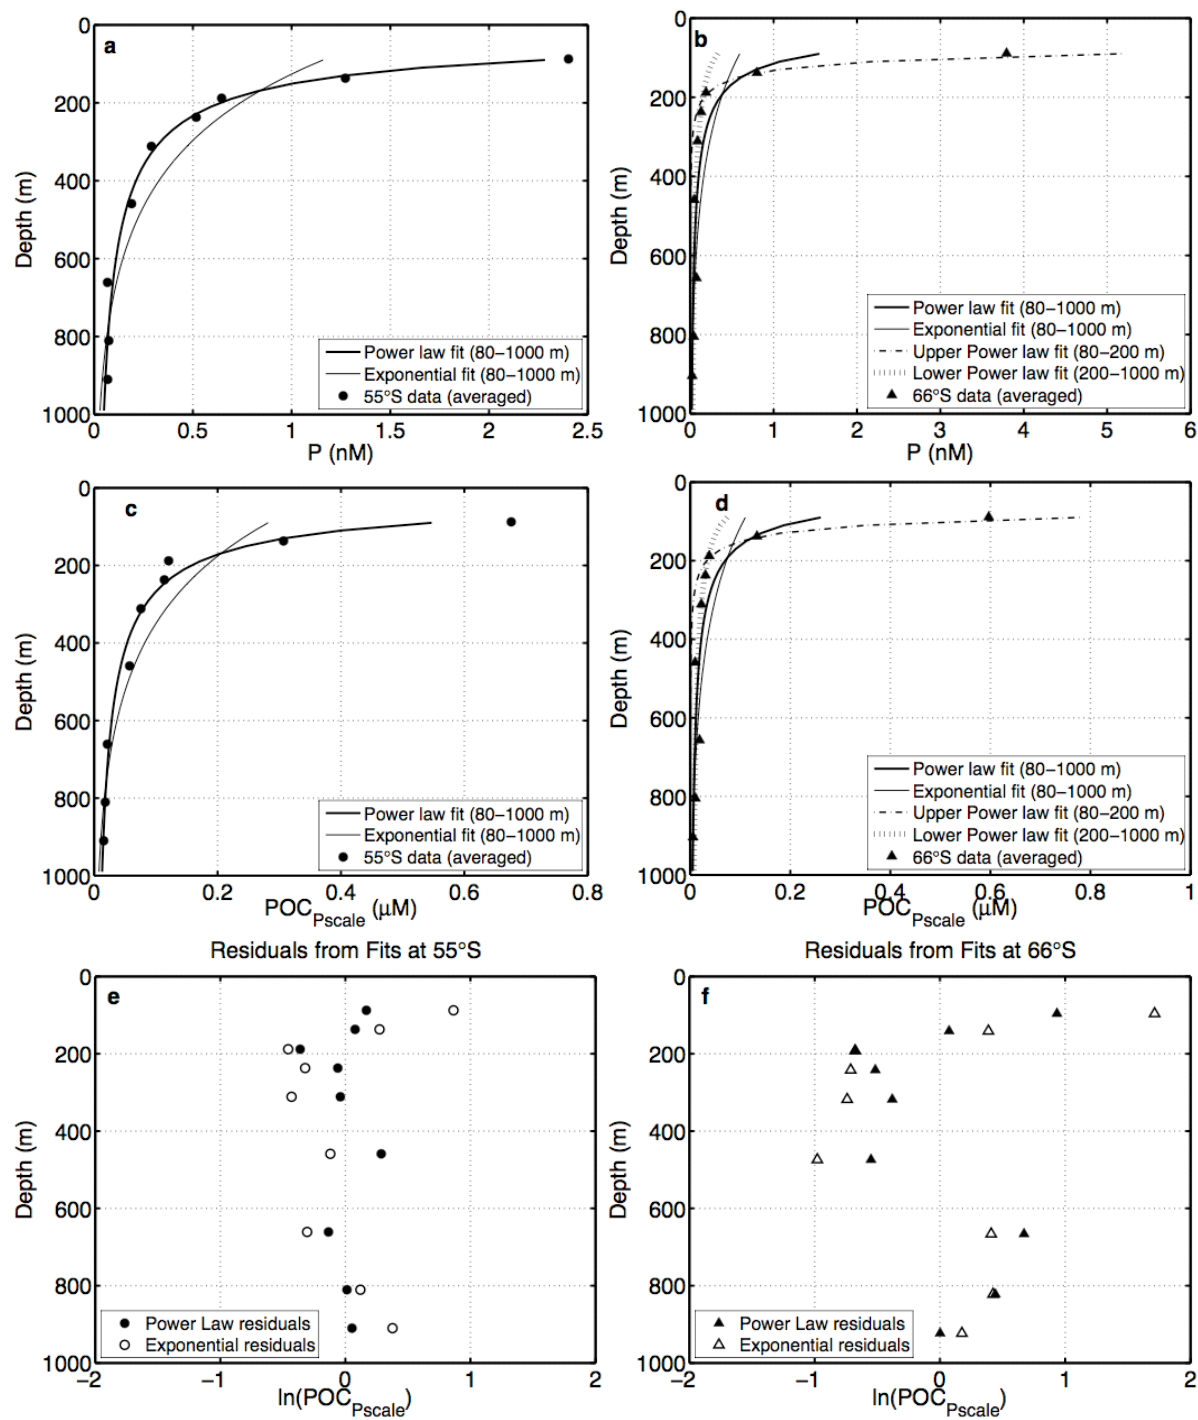 a
0
200
400
600
800
1000
Depth (m)
0
0.5
1
1.5
2
2.5
P (nM)
Power law fit (80–1000 m)
Exponential fit (80–1000 m)
55°S data (averaged)
b
0
200
400
600
800
1000
Depth (m)
0
1
2
3
4
5
6
P (nM)
Power law fit (80–1000 m)
Exponential fit (80–1000 m)
Upper Power law fit (80–200 m)
Lower Power law fit (200–1000 m)
66°S data (averaged)
c
0
200
400
600
800
1000
Depth (m)
0
0.2
0.4
0.6
0.8
POCPscale (μM)
Power law fit (80–1000 m)
Exponential fit (80–1000 m)
55°S data (averaged)
d
0
200
400
600
800
1000
Depth (m)
0
0.2
0.4
0.6
0.8
1
POCPscale (μM)
Power law fit (80–1000 m)
Exponential fit (80–1000 m)
Upper Power law fit (80–200 m)
Lower Power law fit (200–1000 m)
66°S data (averaged)
Residuals from Fits at 55°S
e
0
200
400
600
800
1000
Depth (m)
−2
−1
0
1
2
ln(POCPscale)
Power Law residuals
Exponential residuals
Residuals from Fits at 66°S
f
0
200
400
600
800
1000
Depth (m)
−2
−1
0
1
2
ln(POCPscale)
Power Law residuals
Exponential residuals